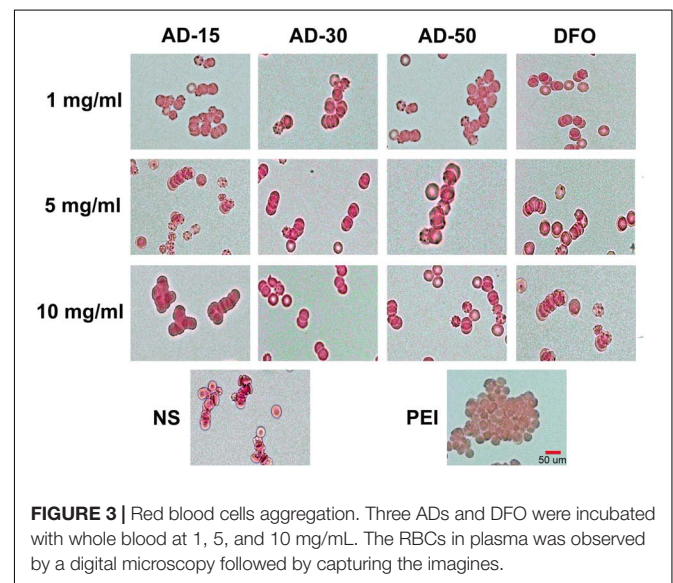 AD-15 AD-30 AD-50 DFO
1 mg/ml
5 mg/ml
10 mg/ml
NS PEI
50 um
FIGURE 3 | Red blood cells aggregation. Three ADs and DFO were incubated
with whole blood at 1, 5, and 10 mg/mL. The RBCs in plasma was observed
by a digital microscopy followed by capturing the imagines.